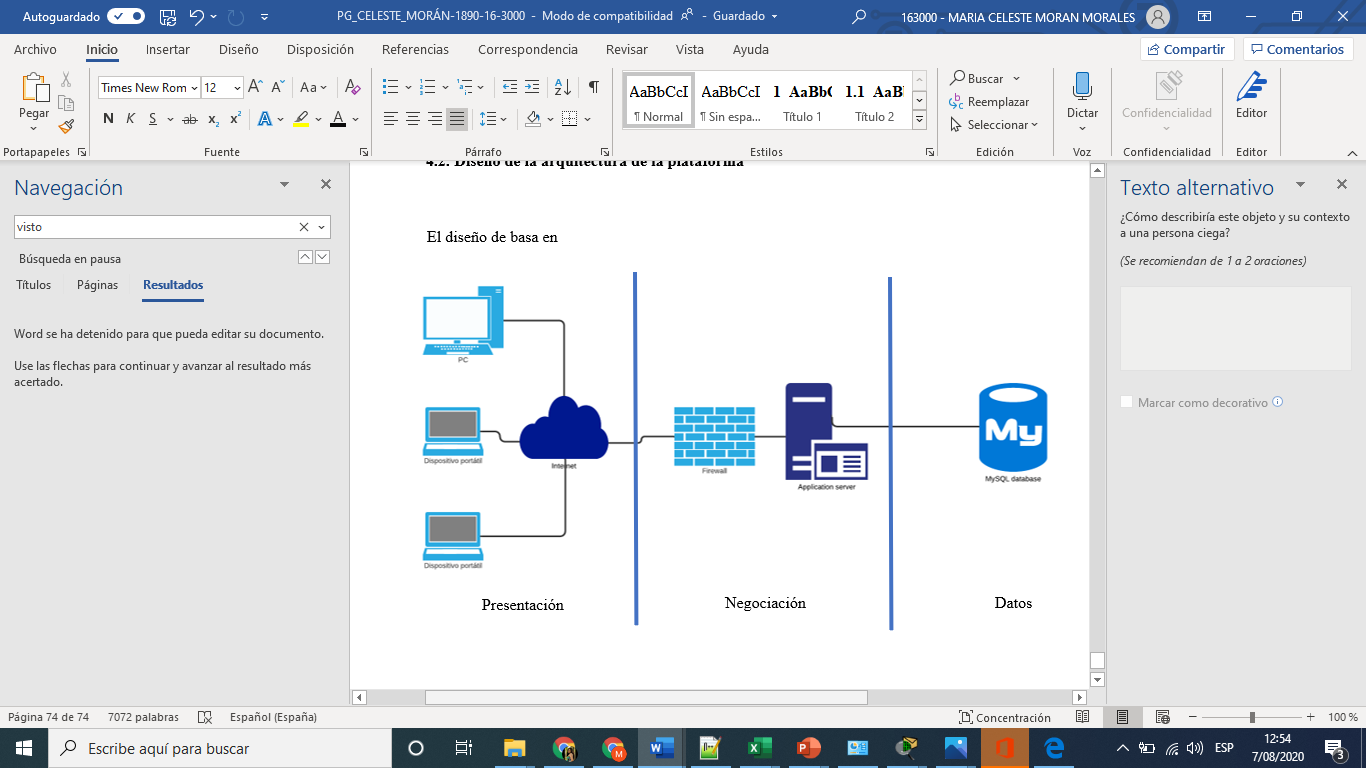 Autoguardado
PG_CELESTE_MORÁN-1890-16-3000 - Modo de compatibilidad - Guardado
163000 - MARIA CELESTE MORAN MORALES
Archivo Inicio Insertar Diseño Disposición Referencias Correspondencia Revisar Vista Ayuda
Compartir Comentarios
Pegar
Portapapeles
Times New Rom 12
N K S ab x₂ x²
Fuente
Párrafo
AaBbCcI AaBbCcI 1 AaBb( 1.1 AaB
¶ Normal ¶ Sin espa... Título 1 Título 2
Estilos
Buscar
Reemplazar
Seleccionar
Edición
Dictar
Voz
Confidencialidad
Confidencialidad
Editor
Editor
Navegación
visto
Búsqueda en pausa
Títulos Páginas Resultados
Word se ha detenido para que pueda editar su documento.
Use las flechas para continuar y avanzar al resultado más
acertado.
4.2. Diseño de la arquitectura de la plataforma
El diseño de basa en
PC
Dispositivo portátil
Internet
Dispositivo portátil
Firewall
Application server
My
MySQL database
Presentación
Negociación
Datos
Texto alternativo
¿Cómo describiría este objeto y su contexto
a una persona ciega?
(Se recomiendan de 1 a 2 oraciones)
Marcar como decorativo
Página 74 de 74 7072 palabras Español (España)
Concentración
100 %
Escribe aquí para buscar
ESP
12:54
7/08/2020
3